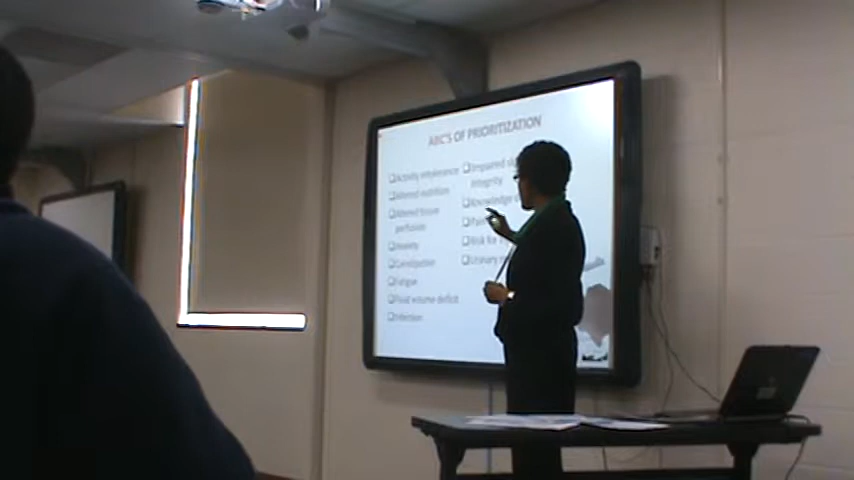 ABC'S OF PRIORITIZATION
Activity intolerance
Altered nutrition
Altered tissue
perfusion
Anxiety
Constipation
Fatigue
Fluid volume deficit
Infection
Impaired
integrity
Knowledge
Risk for
Urinary